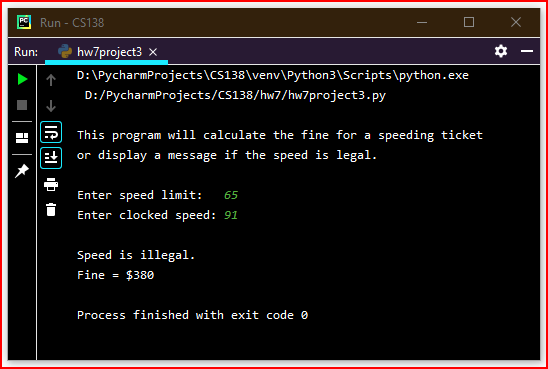 PC
Run - CS138
Run: hw7project3
D:\PycharmProjects\CS138\venv\Python3\Scripts\python.exe
D:/PycharmProjects/CS138/hw7/hw7project3.py
This program will calculate the fine for a speeding ticket
or display a message if the speed is legal.
Enter speed limit: 65
Enter clocked speed: 91
Speed is illegal.
Fine = $380
Process finished with exit code 0